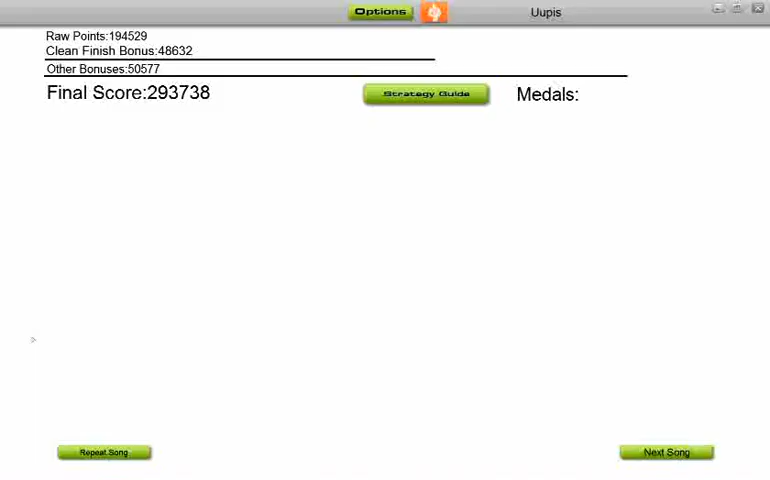 Options
Uupis
Raw Points:194529
Clean Finish Bonus:48632
Other Bonuses:50577
Final Score:293738
Strategy Guide
Medals:
Repeat Song
Next Song